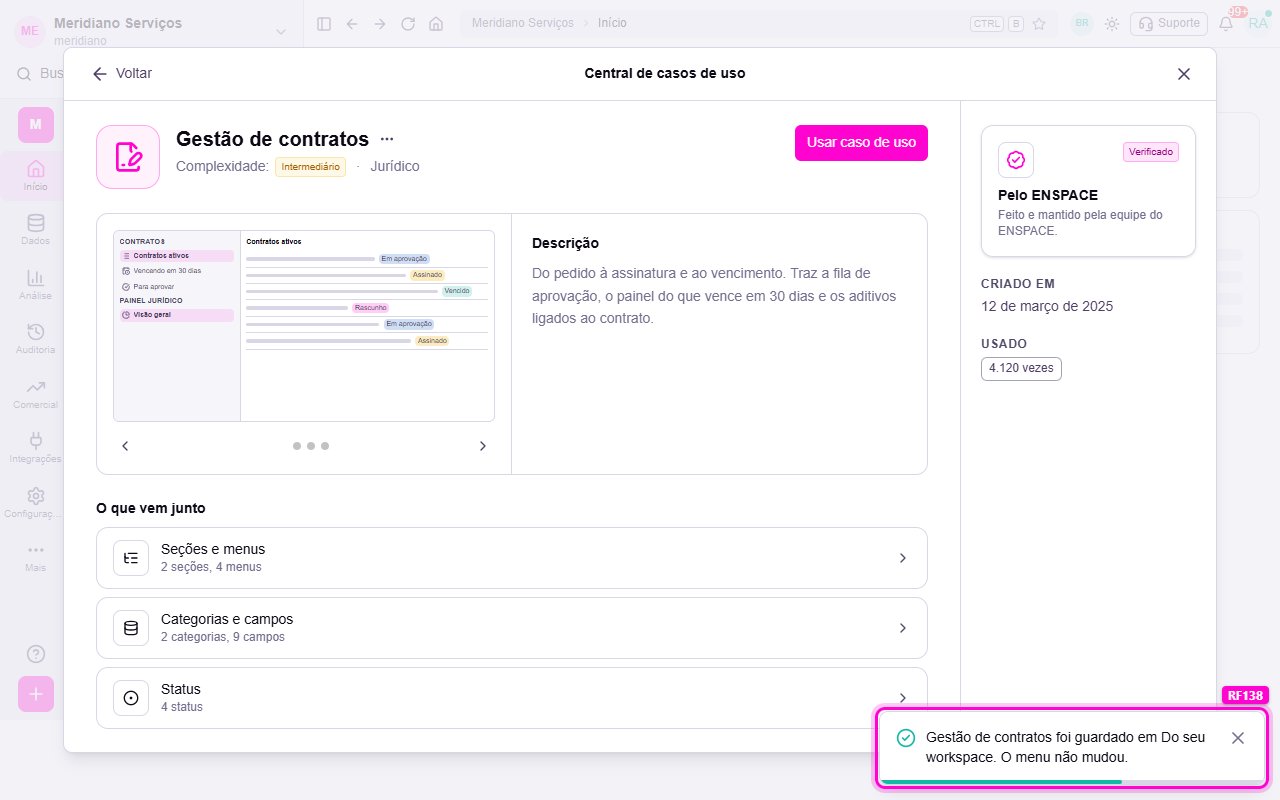 ME
Meridiano Serviços
meridiano
Meridiano Serviços
Início
CTRL
B
BR
Suporte
99+
RA
Bus
M
Início
Dados
Análise
Auditoria
Comercial
Integrações
Configuraç...
Mais
Voltar
Central de casos de uso
Gestão de contratos
Complexidade:
Intermediário
·
Jurídico
Usar caso de uso
CONTRATOS
Contratos ativos
Vencendo em 30 dias
Para aprovar
PAINEL JURÍDICO
Visão geral
Contratos ativos
Em aprovação
Assinado
Vencido
Rascunho
Em aprovação
Assinado
Descrição
Do pedido à assinatura e ao vencimento. Traz a fila de
aprovação, o painel do que vence em 30 dias e os aditivos
ligados ao contrato.
O que vem junto
Seções e menus
2 seções, 4 menus
Categorias e campos
2 categorias, 9 campos
Status
4 status
Verificado
Pelo ENSPACE
Feito e mantido pela equipe do
ENSPACE.
CRIADO EM
12 de março de 2025
USADO
4.120 vezes
RF138
Gestão de contratos foi guardado em Do seu
workspace. O menu não mudou.